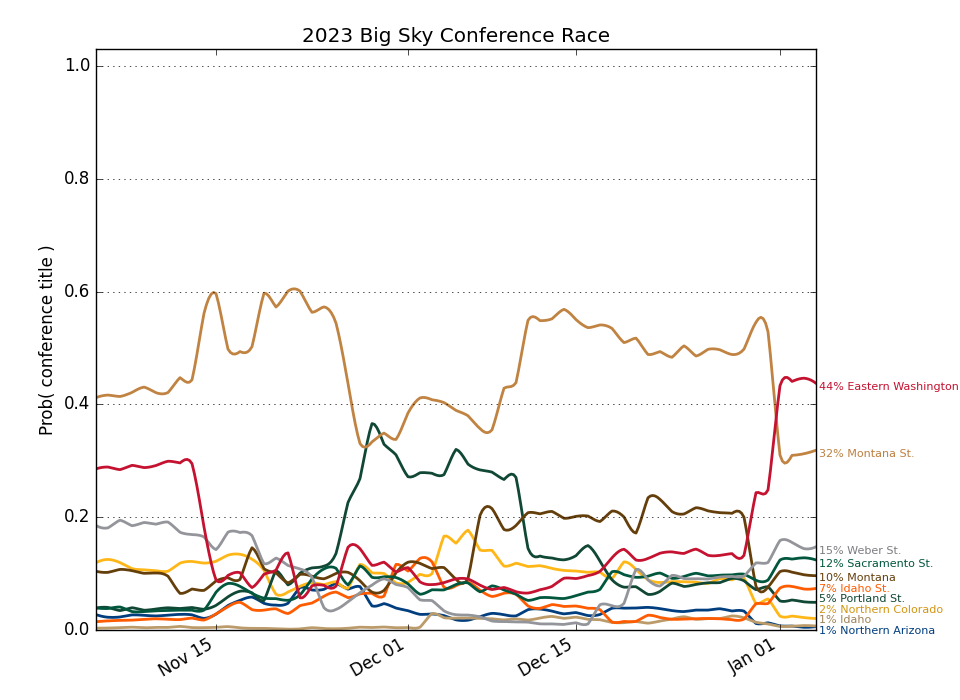 2023 Big Sky Conference Race
Prob( conference title )
1.0
0.8
0.6
0.4
0.2
0.0
Nov 15
Dec 01
Dec 15
Jan 01
44% Eastern Washington
32% Montana St.
15% Weber St.
12% Sacramento St.
10% Montana
7% Idaho St.
5% Portland St.
2% Northern Colorado
1% Idaho
1% Northern Arizona